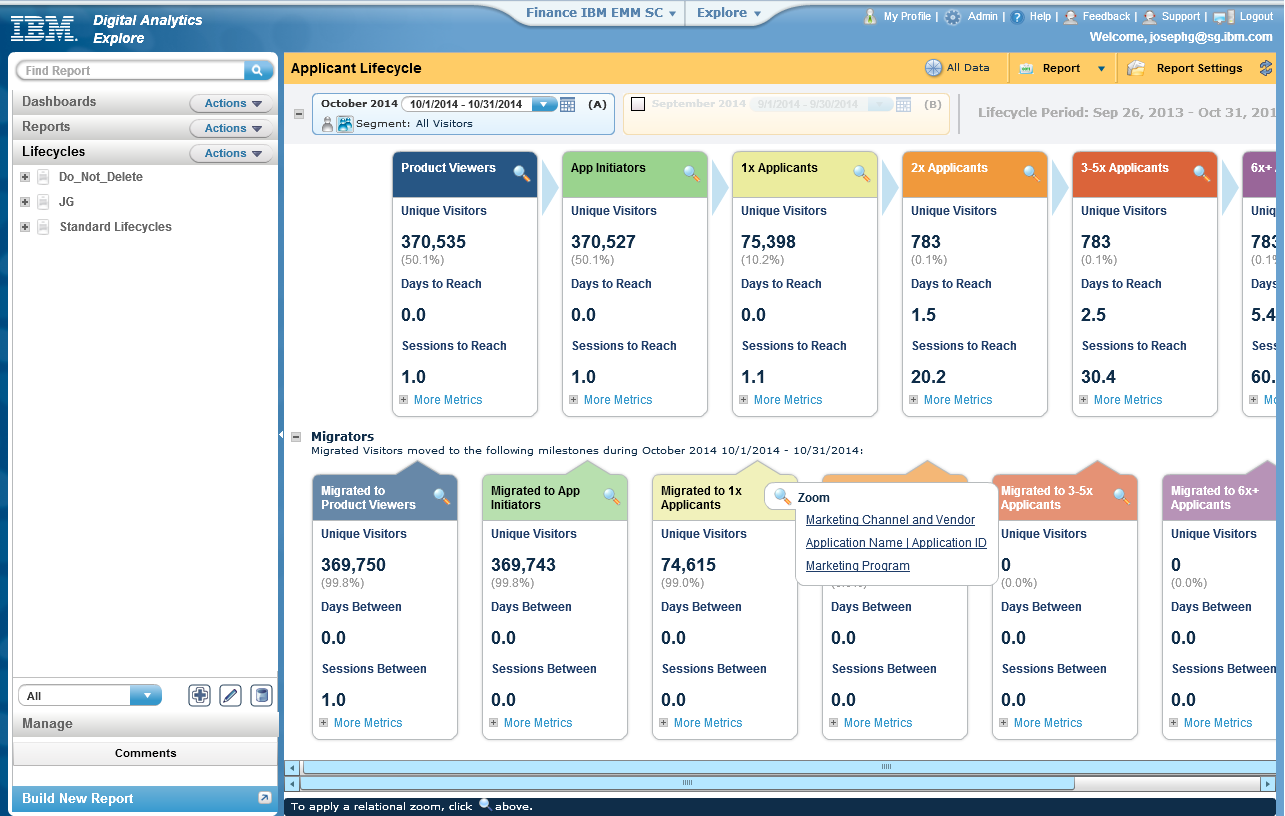 Finance IBM EMM SC
Explore
My Profile | Admin | Help | Feedback | Support | Logout
IBM. Digital Analytics
Explore
Welcome, josephg@sg.ibm.com
Find Report
Dashboards Actions
Reports Actions
Lifecycles Actions
Do_Not_Delete
JG
Standard Lifecycles
All
Manage
Comments
Build New Report
Applicant Lifecycle
All Data
Report
Report Settings
October 2014 10/1/2014 - 10/31/2014 (A)
Segment: All Visitors
September 2014 9/1/2014 - 9/30/2014 (B)
Lifecycle Period: Sep 26, 2013 - Oct 31, 201
Product Viewers
Unique Visitors
370,535
(50.1%)
Days to Reach
0.0
Sessions to Reach
1.0
More Metrics
App Initiators
Unique Visitors
370,527
(50.1%)
Days to Reach
0.0
Sessions to Reach
1.0
More Metrics
1x Applicants
Unique Visitors
75,398
(10.2%)
Days to Reach
0.0
Sessions to Reach
1.1
More Metrics
2x Applicants
Unique Visitors
783
(0.1%)
Days to Reach
1.5
Sessions to Reach
20.2
More Metrics
3-5x Applicants
Unique Visitors
783
(0.1%)
Days to Reach
2.5
Sessions to Reach
30.4
More Metrics
6x+
Uniqu
783
(0.1%
Days
5.4
Sess
60.
Mo
Migrators
Migrated Visitors moved to the following milestones during October 2014 10/1/2014 - 10/31/2014:
Migrated to
Product Viewers
Unique Visitors
369,750
(99.8%)
Days Between
0.0
Sessions Between
1.0
More Metrics
Migrated to App
Initiators
Unique Visitors
369,743
(99.8%)
Days Between
0.0
Sessions Between
0.0
More Metrics
Migrated to 1x
Applicants
Unique Visitors
74,615
(99.0%)
Days Between
0.0
Sessions Between
0.0
More Metrics
Zoom
Marketing Channel and Vendor
Application Name | Application ID
Marketing Program
Days Between
0.0
Sessions Between
0.0
More Metrics
Migrated to 3-5x
Applicants
Unique Visitors
0
(0.0%)
Days Between
0.0
Sessions Between
0.0
More Metrics
Migrated to 6x+
Applicants
Unique Visitors
0
(0.0%)
Days Between
0.0
Sessions Between
0.0
More Metrics
To apply a relational zoom, click above.